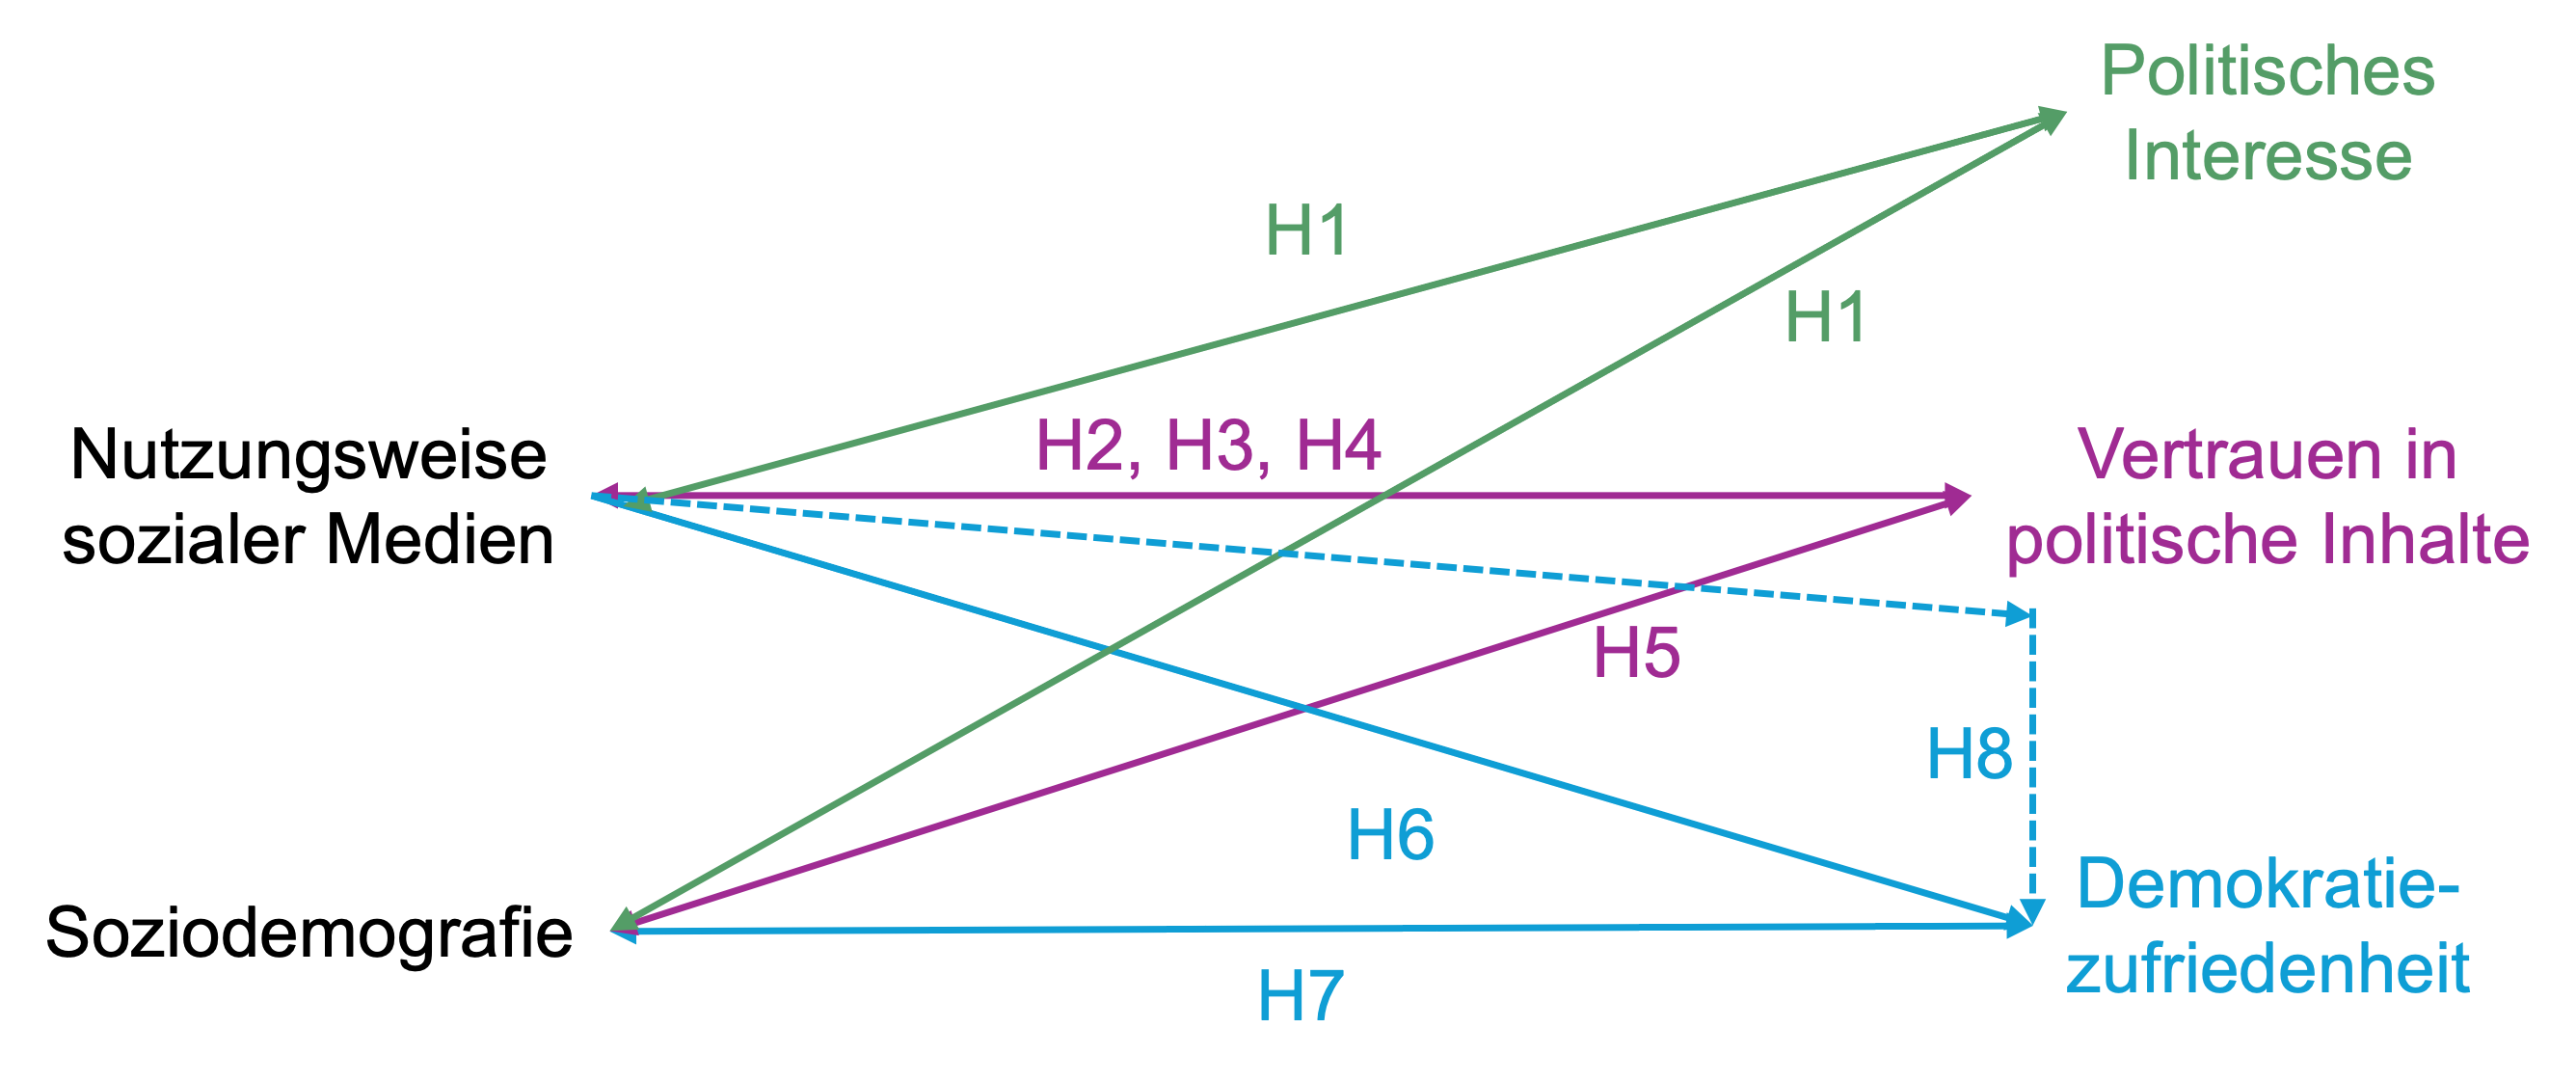 Politisches
Interesse
H1
H1
H2, H3, H4
Nutzungsweise
sozialer Medien
Vertrauen in
politische Inhalte
H5
H8
H6
Soziodemografie
Demokratie-
zufriedenheit
H7